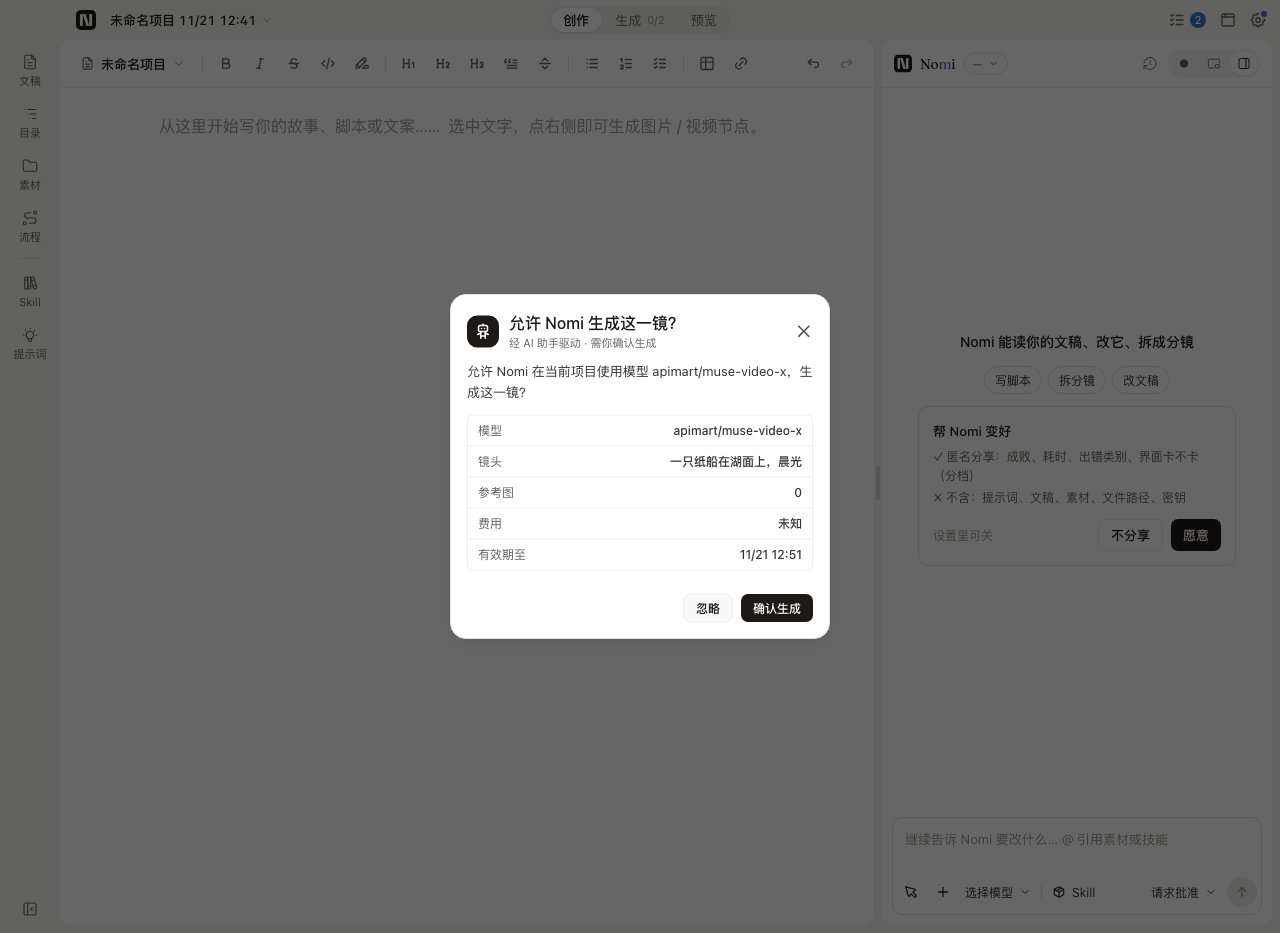 未命名项目 11/21 12:41
创作
生成 0/2
预览
2
文稿
目录
素材
流程
Skill
提示词
未命名项目
B I S H1 H2 H3
从这里开始写你的故事、脚本或文案…… 选中文字，点右侧即可生成图片 / 视频节点。
Nomi
—
Nomi 能读你的文稿、改它、拆成分镜
写脚本
拆分镜
改文稿
帮 Nomi 变好
✓ 匿名分享：成败、耗时、出错类别、界面卡不卡
（分档）
✕ 不含：提示词、文稿、素材、文件路径、密钥
设置里可关
不分享
愿意
继续告诉 Nomi 要改什么… @ 引用素材或技能
选择模型
Skill
请求批准
允许 Nomi 生成这一镜？
经 AI 助手驱动 · 需你确认生成
允许 Nomi 在当前项目使用模型 apimart/muse-video-x，生
成这一镜？
模型 apimart/muse-video-x
镜头 一只纸船在湖面上，晨光
参考图 0
费用 未知
有效期至 11/21 12:51
忽略
确认生成